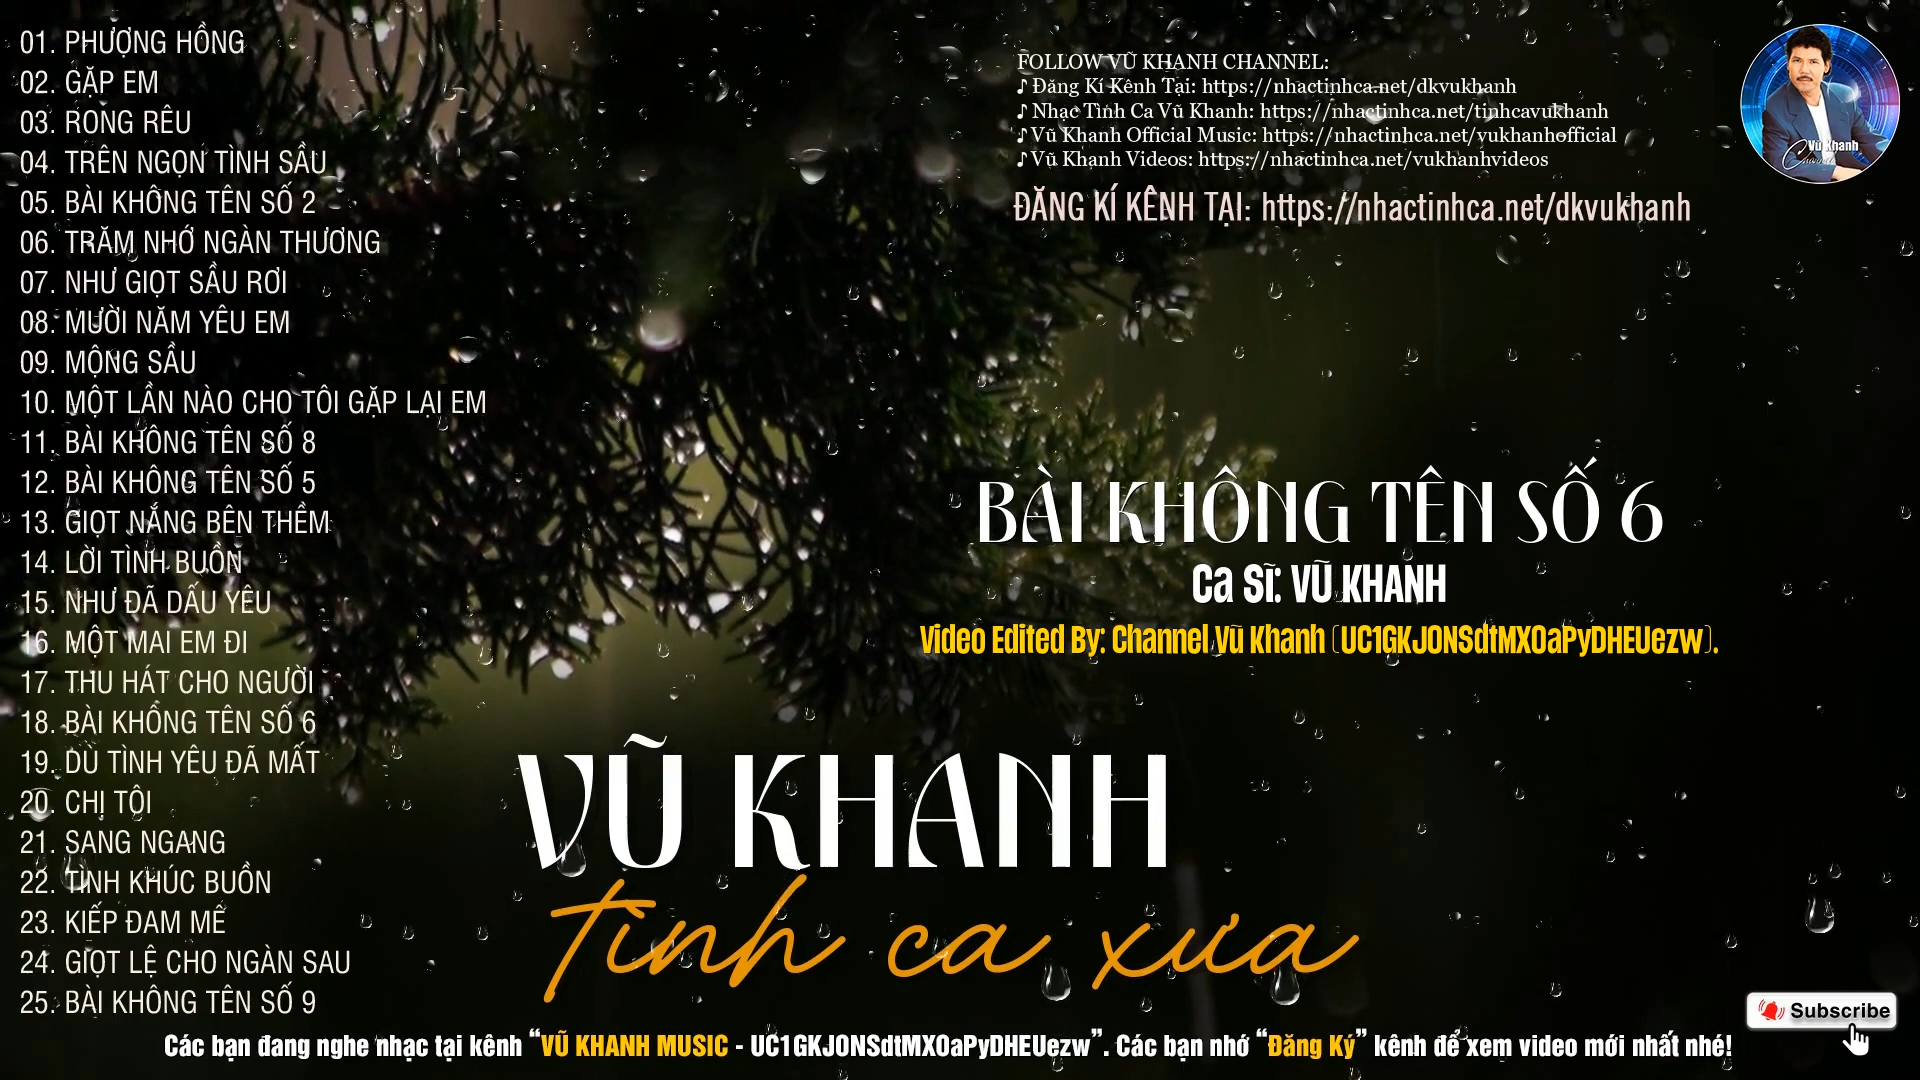 01. PHƯỢNG HỒNG
02. GẶP EM
03. RONG RÊU
04. TRÊN NGỌN TÌNH SẦU
05. BÀI KHÔNG TÊN SỐ 2
06. TRĂM NHỚ NGÀN THƯƠNG
07. NHƯ GIỌT SẦU RƠI
08. MƯỜI NĂM YÊU EM
09. MỘNG SẦU
10. MỘT LẦN NÀO CHO TÔI GẶP LẠI EM
11. BÀI KHÔNG TÊN SỐ 8
12. BÀI KHÔNG TÊN SỐ 5
13. GIỌT NẮNG BÊN THỀM
14. LỜI TÌNH BUỒN
15. NHƯ ĐÃ DẤU YÊU
16. MỘT MAI EM ĐI
17. THU HÁT CHO NGƯỜI
18. BÀI KHÔNG TÊN SỐ 6
19. DÙ TÌNH YÊU ĐÃ MẤT
20. CHỊ TÔI
21. SANG NGANG
22. TÌNH KHÚC BUỒN
23. KIẾP ĐAM MÊ
24. GIỌT LỆ CHO NGÀN SAU
25. BÀI KHÔNG TÊN SỐ 9
FOLLOW VŨ KHANH CHANNEL:
♪ Đăng Kí Kênh Tại: https://nhactinhca.net/dkvukhanh
♪ Nhạc Tình Ca Vũ Khanh: https://nhactinhca.net/tinhcavukhanh
♪ Vũ Khanh Official Music: https://nhactinhca.net/vukhanhofficial
♪ Vũ Khanh Videos: https://nhactinhca.net/vukhanhvideos
ĐĂNG KÍ KÊNH TẠI: https://nhactinhca.net/dkvukhanh
Vũ Khanh
Channel
BÀI KHÔNG TÊN SỐ 6
Ca Sĩ: VŨ KHANH
Video Edited By: Channel Vũ Khanh (UC1GKJONSdtMXOaPyDHEUezw).
VŨ KHANH
tình ca xưa
Subscribe
Các bạn đang nghe nhạc tại kênh “VŨ KHANH MUSIC - UC1GKJONSdtMXOaPyDHEUezw”. Các bạn nhớ “Đăng Ký” kênh để xem video mới nhất nhé!